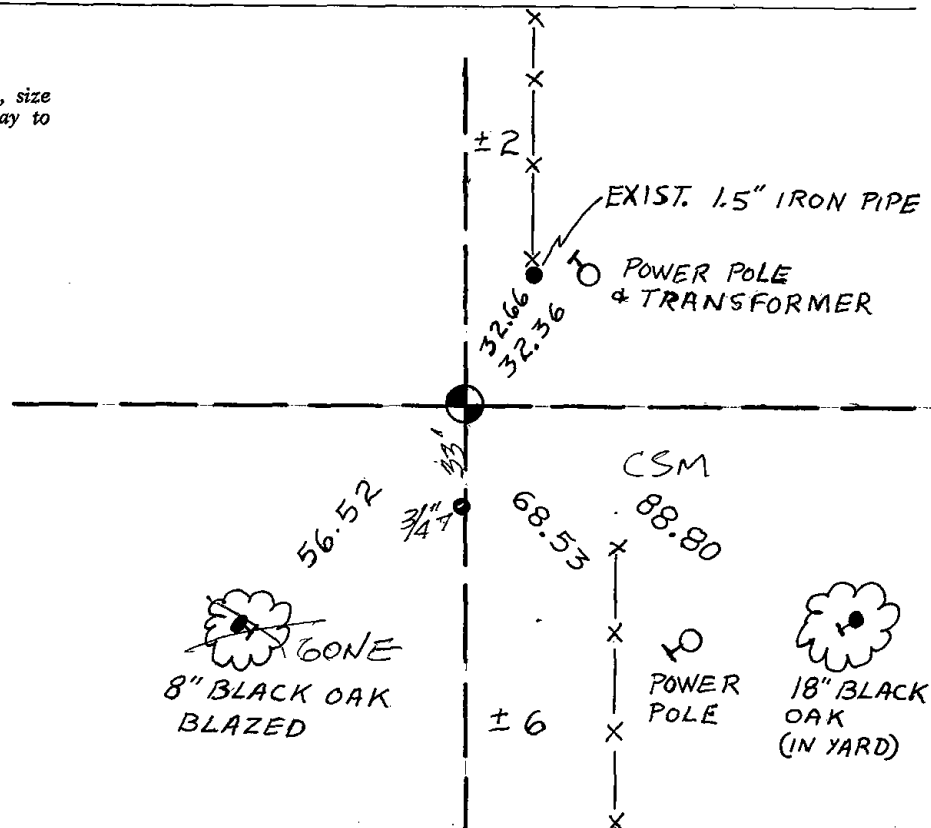 , size
ay to
± 2
EXIST. 1.5" IRON PIPE
POWER POLE
& TRANSFORMER
32.66
32.36
33'
CSM
3/4"
56.52
68.53
88.80
GONE
8" BLACK OAK
BLAZED
± 6
POWER
POLE
18" BLACK
OAK
(IN YARD)